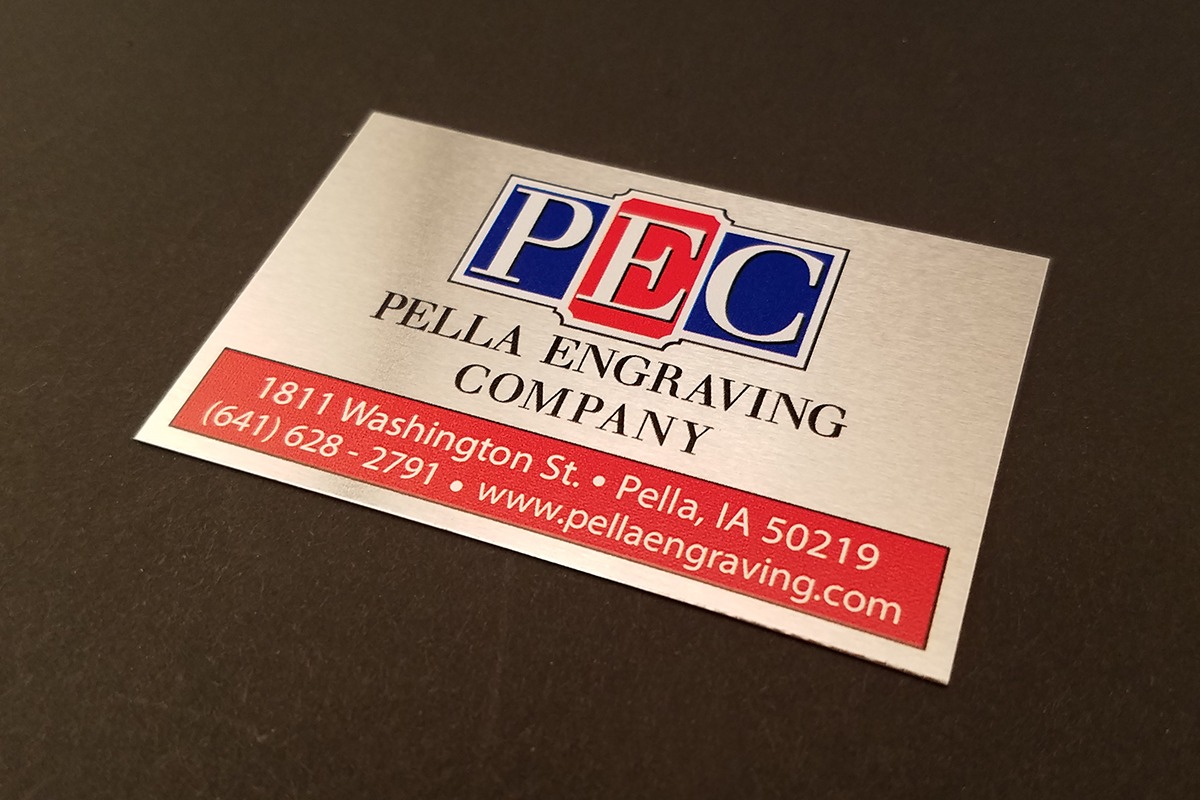 PEC
PELLA ENGRAVING
COMPANY
1811 Washington St. • Pella, IA 50219
(641) 628 - 2791 • www.pellaengraving.com